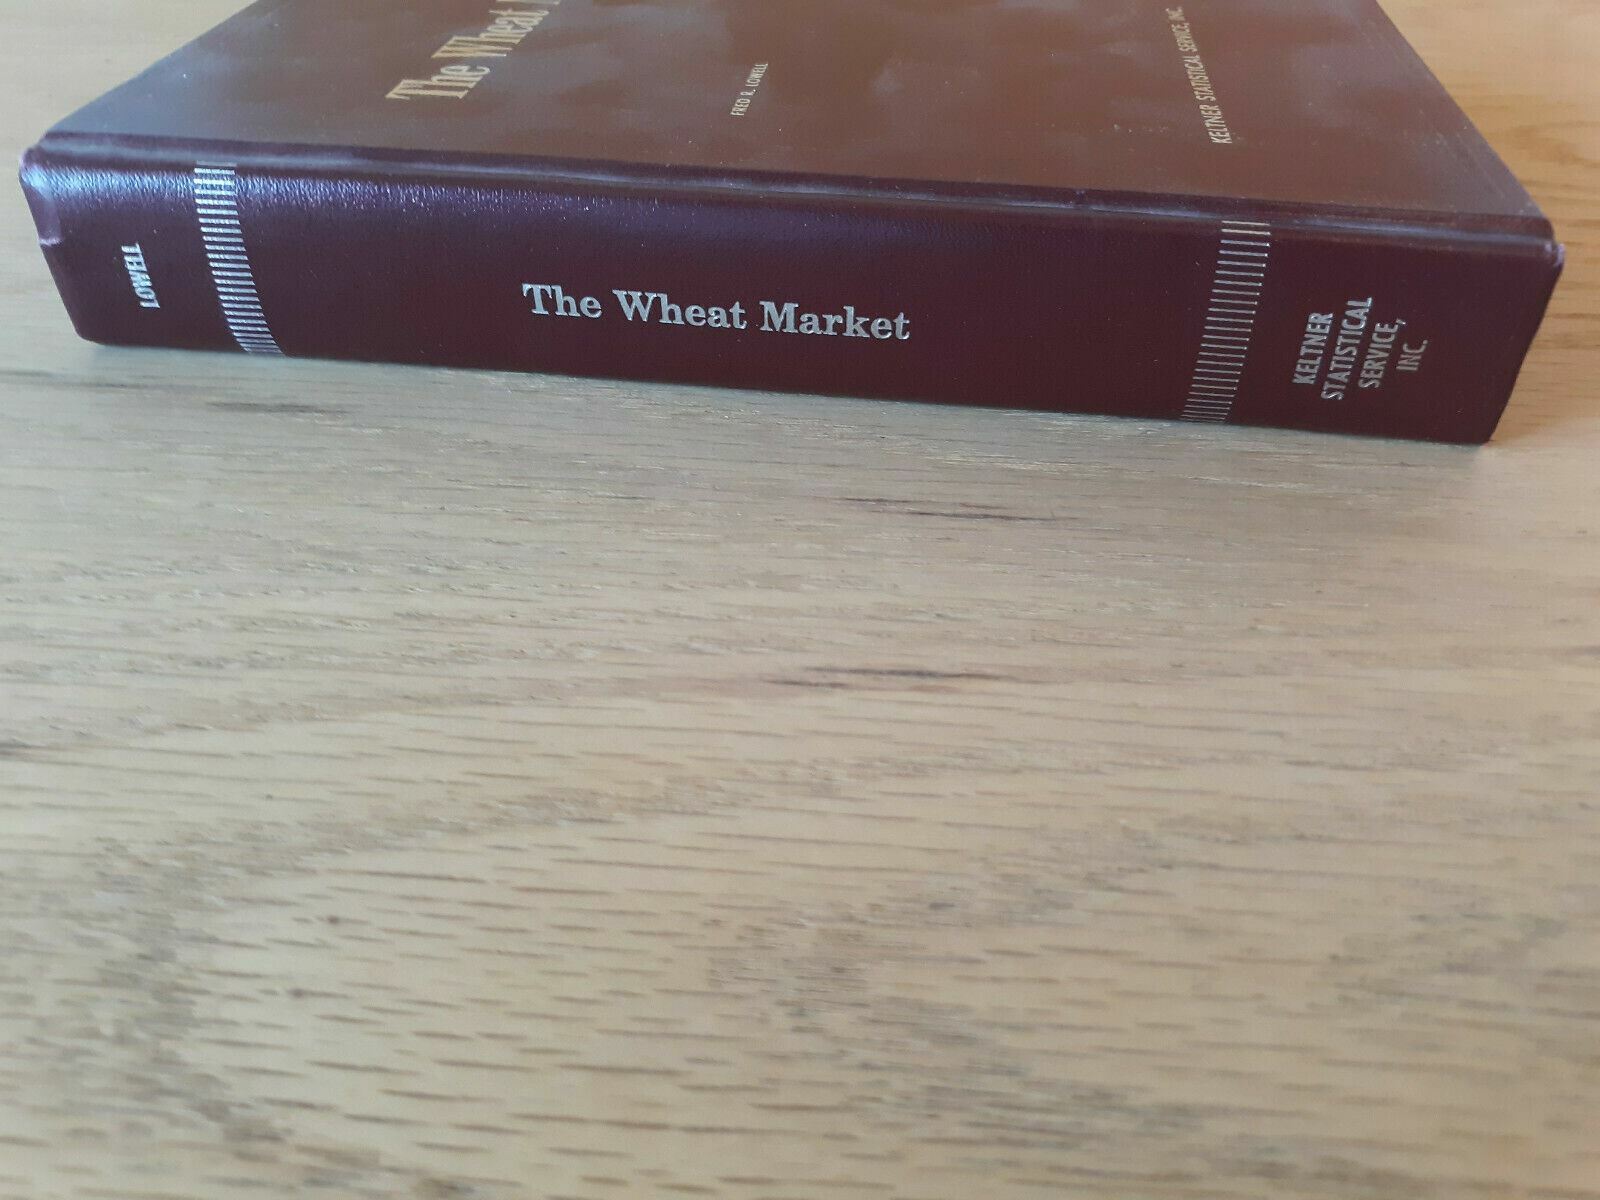 The Wheat
FRED R. LOWELL
KELTNER STATISTICAL SERVICE, INC.
LOWELL
The Wheat Market
KELTNER
STATISTICAL
SERVICE,
INC.